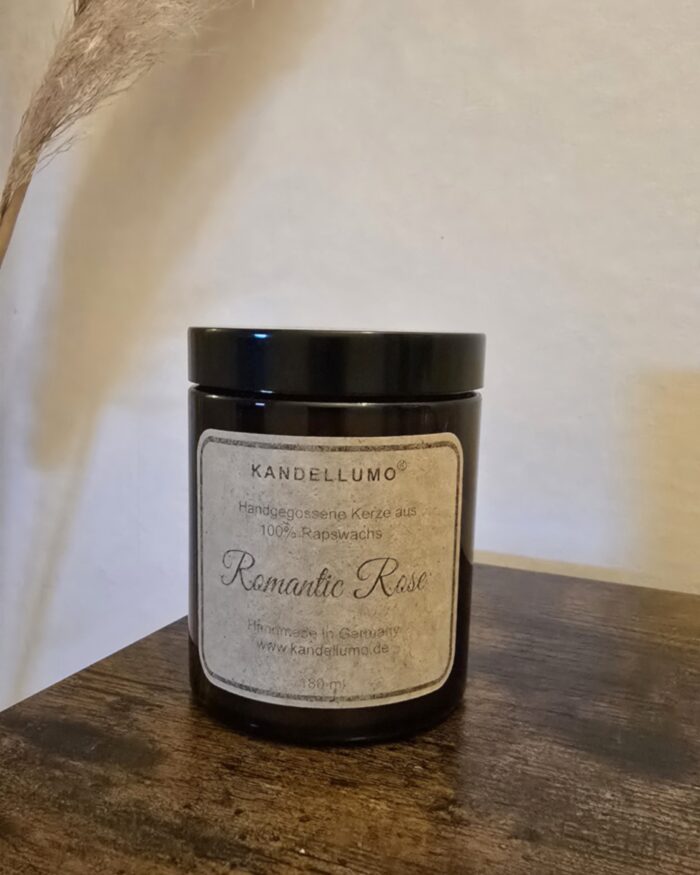 KANDELLUMO®
Handgegossene Kerze aus
100% Rapswachs
Romantic Rose
Handmade in Germany
www.kandellumo.de
180 ml